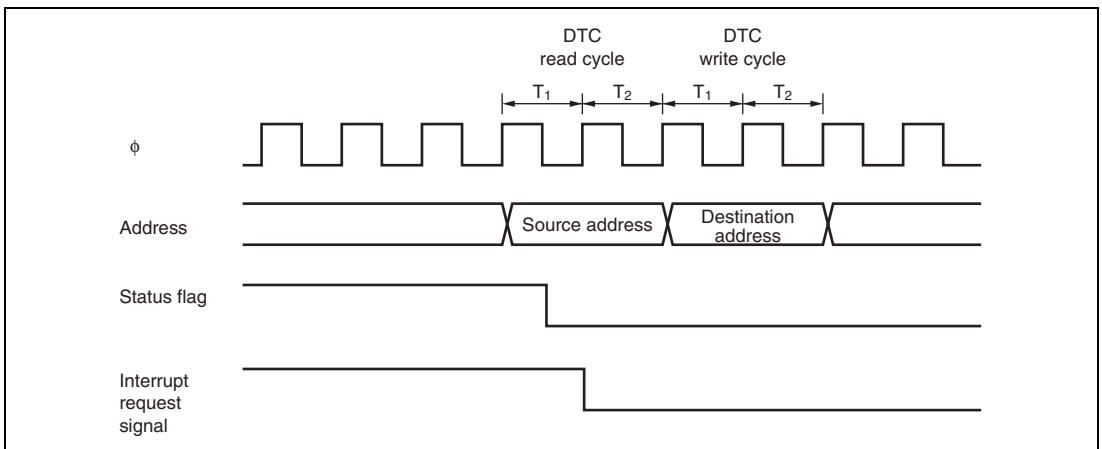 DTC
read cycle
DTC
write cycle
T1
T2
T1
T2
φ
Address
Source address
Destination
address
Status flag
Interrupt
request
signal